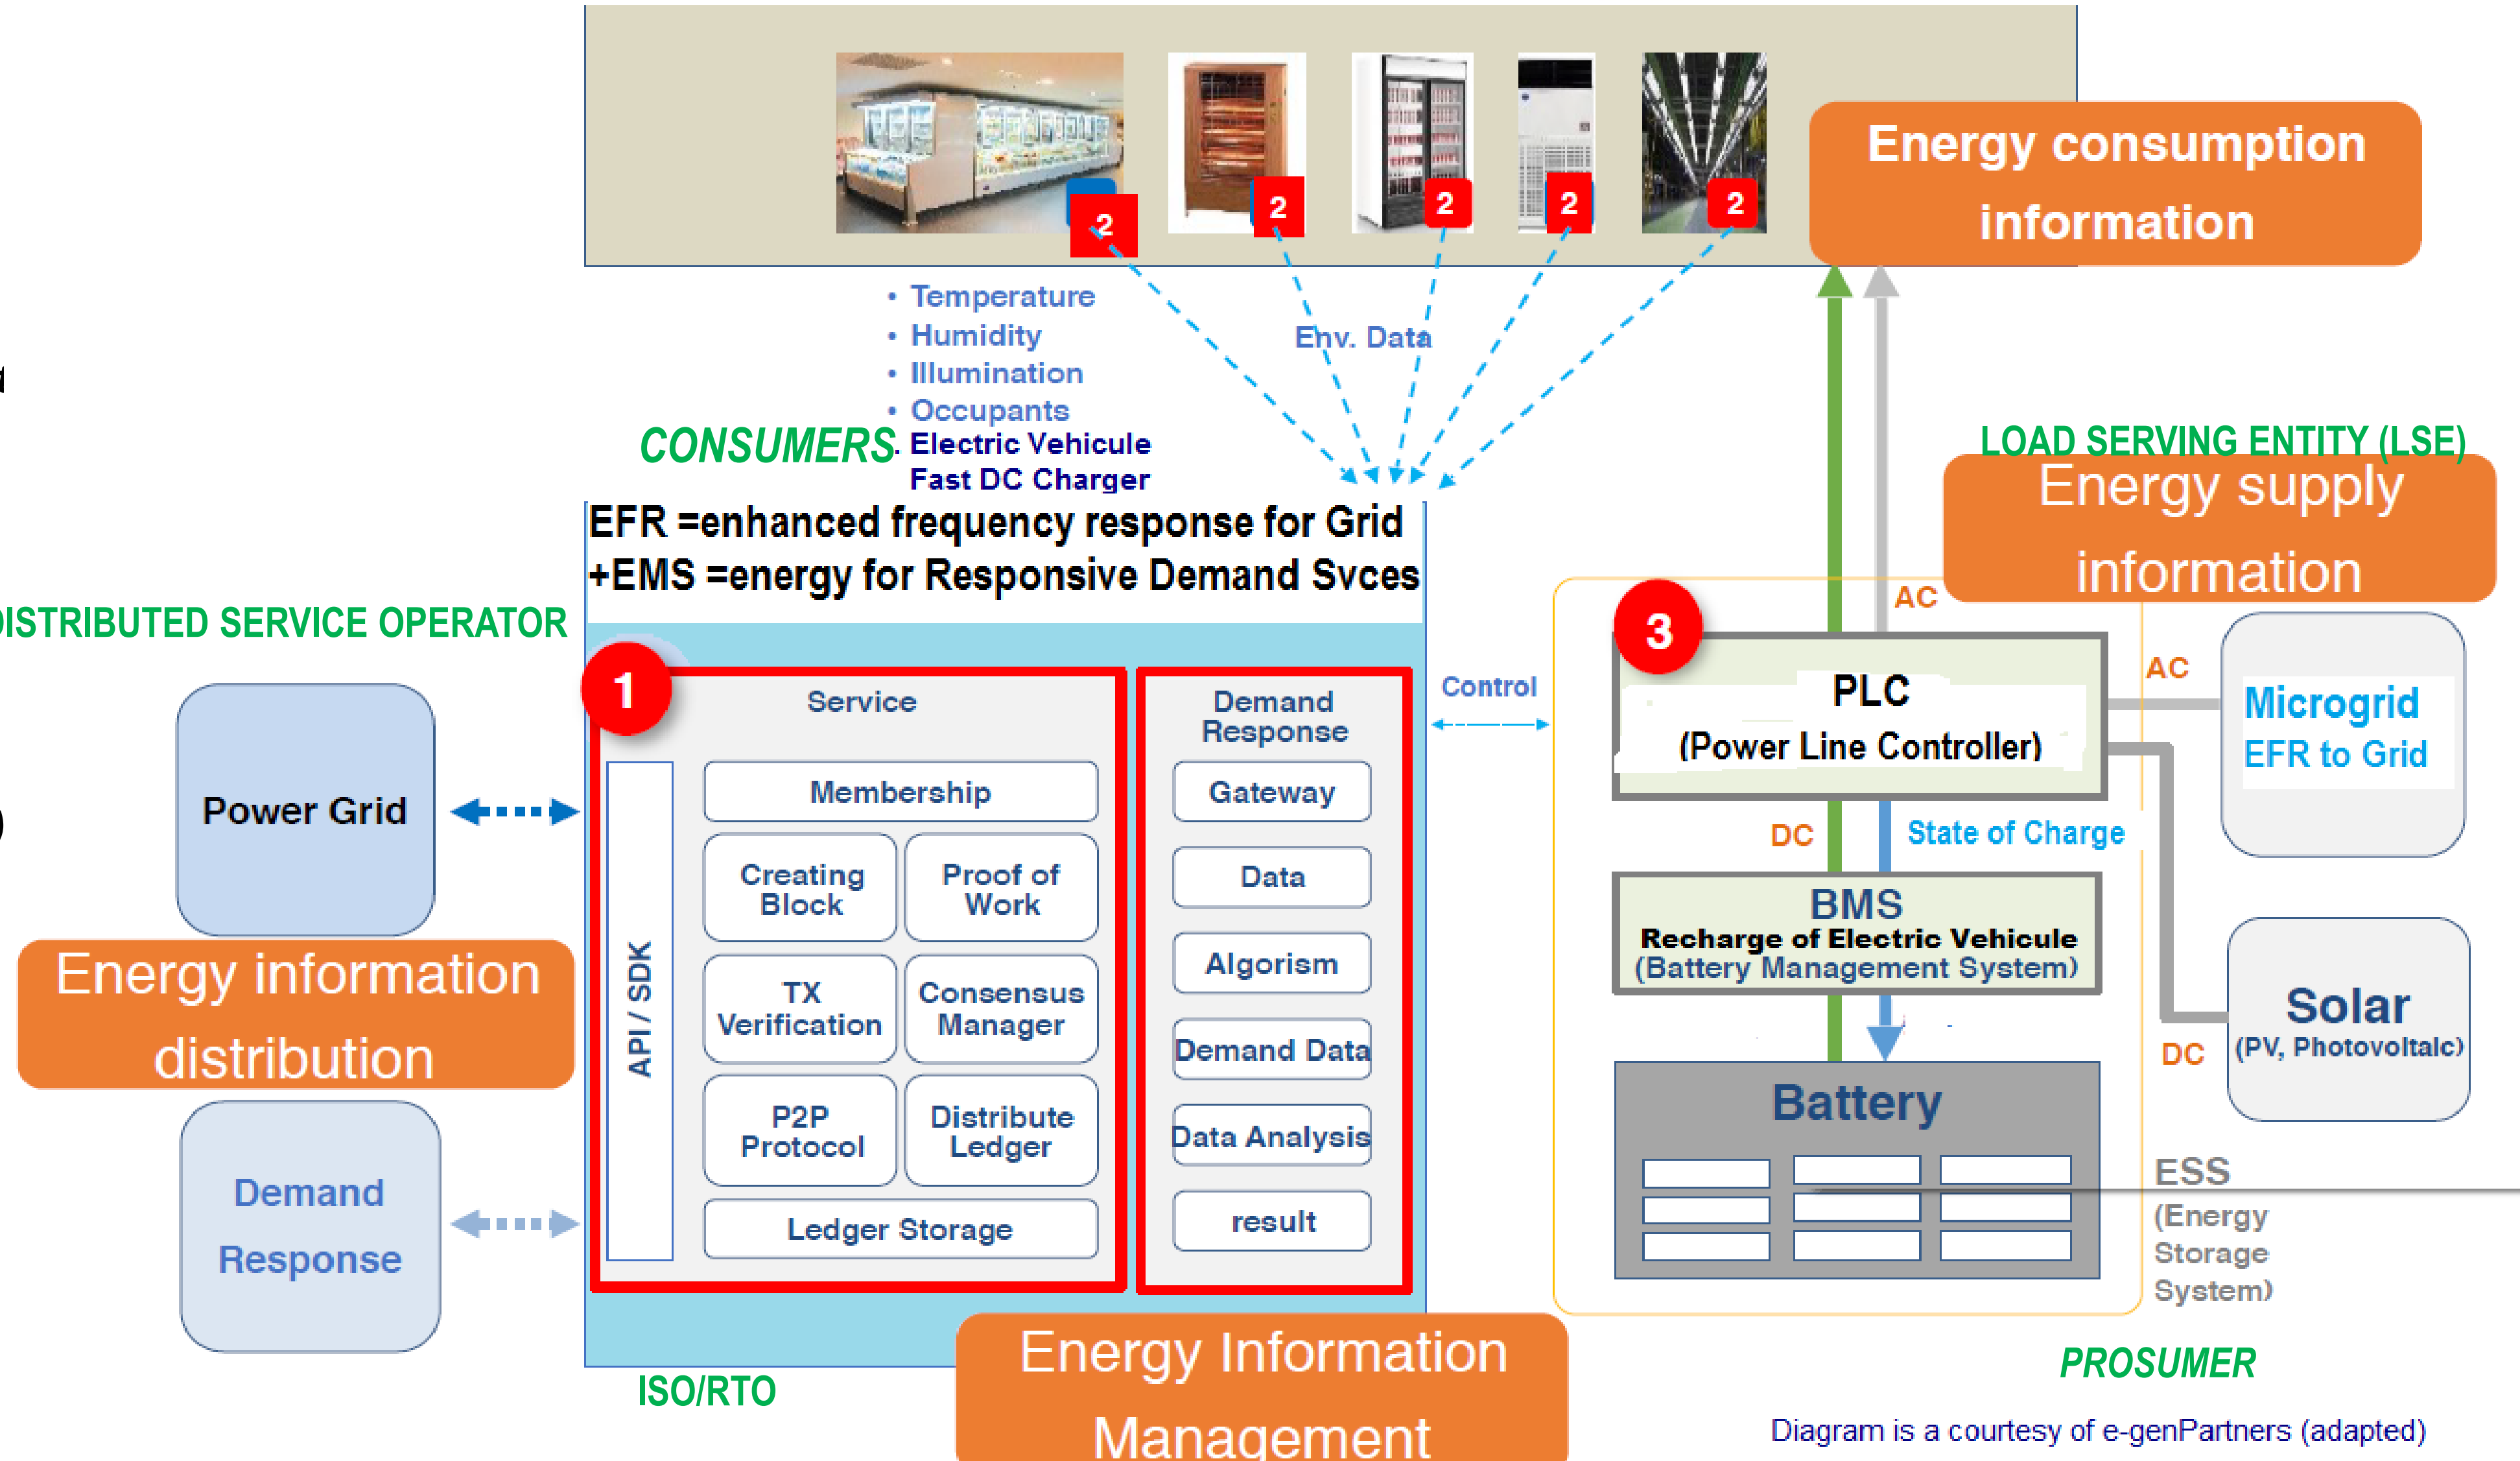 2
2
2
2
2
Energy consumption
information
• Temperature
• Humidity
• Illumination
• Occupants
. Electric Vehicule
Fast DC Charger
Env. Data
CONSUMERS
LOAD SERVING ENTITY (LSE)
Energy supply
information
EFR =enhanced frequency response for Grid
+EMS =energy for Responsive Demand Svces
DISTRIBUTED SERVICE OPERATOR
Power Grid
Energy information
distribution
Demand
Response
1
Service
API / SDK
Membership
Creating
Block
Proof of
Work
TX
Verification
Consensus
Manager
P2P
Protocol
Distribute
Ledger
Ledger Storage
Demand
Response
Gateway
Data
Algorism
Demand Data
Data Analysis
result
Control
3
AC
PLC
(Power Line Controller)
AC
Microgrid
EFR to Grid
DC
State of Charge
BMS
Recharge of Electric Vehicule
(Battery Management System)
Solar
(PV, Photovoltalc)
DC
Battery
ESS
(Energy
Storage
System)
ISO/RTO
Energy Information
Management
PROSUMER
Diagram is a courtesy of e-genPartners (adapted)